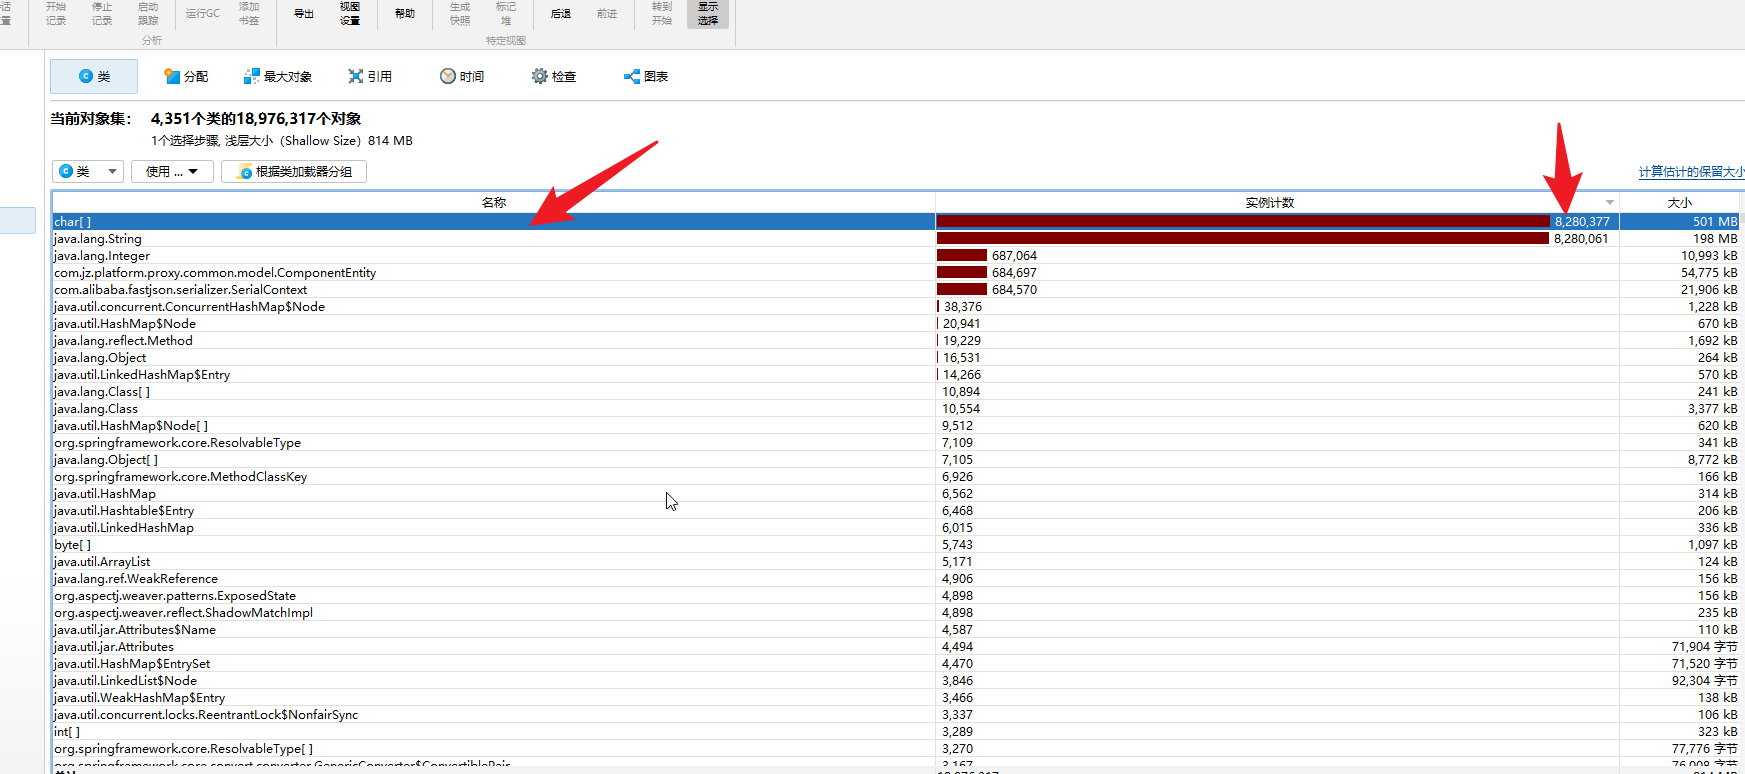 开始 停止 启动 运行GC 添加 导出 视图 帮助 生成 标记 后退 前进 转到 显示
记录 记录 跟踪 书签 设置 快照 堆 开始 选择
分析 特定视图
类 分配 最大对象 引用 时间 检查 图表
当前对象集: 4,351个类的18,976,317个对象
1个选择步骤, 浅层大小（Shallow Size）814 MB
类 使用 ... 根据类加载器分组 计算估计的保留大小
名称 实例计数 大小
char[ ] 8,280,377 501 MB
java.lang.String 8,280,061 198 MB
java.lang.Integer 687,064 10,993 kB
com.jz.platform.proxy.common.model.ComponentEntity 684,697 54,775 kB
com.alibaba.fastjson.serializer.SerialContext 684,570 21,906 kB
java.util.concurrent.ConcurrentHashMap$Node 38,376 1,228 kB
java.util.HashMap$Node 20,941 670 kB
java.lang.reflect.Method 19,229 1,692 kB
java.lang.Object 16,531 264 kB
java.util.LinkedHashMap$Entry 14,266 570 kB
java.lang.Class[ ] 10,894 241 kB
java.lang.Class 10,554 3,377 kB
java.util.HashMap$Node[ ] 9,512 620 kB
org.springframework.core.ResolvableType 7,109 341 kB
java.lang.Object[ ] 7,105 8,772 kB
org.springframework.core.MethodClassKey 6,926 166 kB
java.util.HashMap 6,562 314 kB
java.util.Hashtable$Entry 6,468 206 kB
java.util.LinkedHashMap 6,015 336 kB
byte[ ] 5,743 1,097 kB
java.util.ArrayList 5,171 124 kB
java.lang.ref.WeakReference 4,906 156 kB
org.aspectj.weaver.patterns.ExposedState 4,898 156 kB
org.aspectj.weaver.reflect.ShadowMatchImpl 4,898 235 kB
java.util.jar.Attributes$Name 4,587 110 kB
java.util.jar.Attributes 4,494 71,904 字节
java.util.HashMap$EntrySet 4,470 71,520 字节
java.util.LinkedList$Node 3,846 92,304 字节
java.util.WeakHashMap$Entry 3,466 138 kB
java.util.concurrent.locks.ReentrantLock$NonfairSync 3,337 106 kB
int[ ] 3,289 323 kB
org.springframework.core.ResolvableType[ ] 3,270 77,776 字节
org.springframework.core.convert.converter.GenericConverter$ConvertiblePair 3,167 76,008 字节